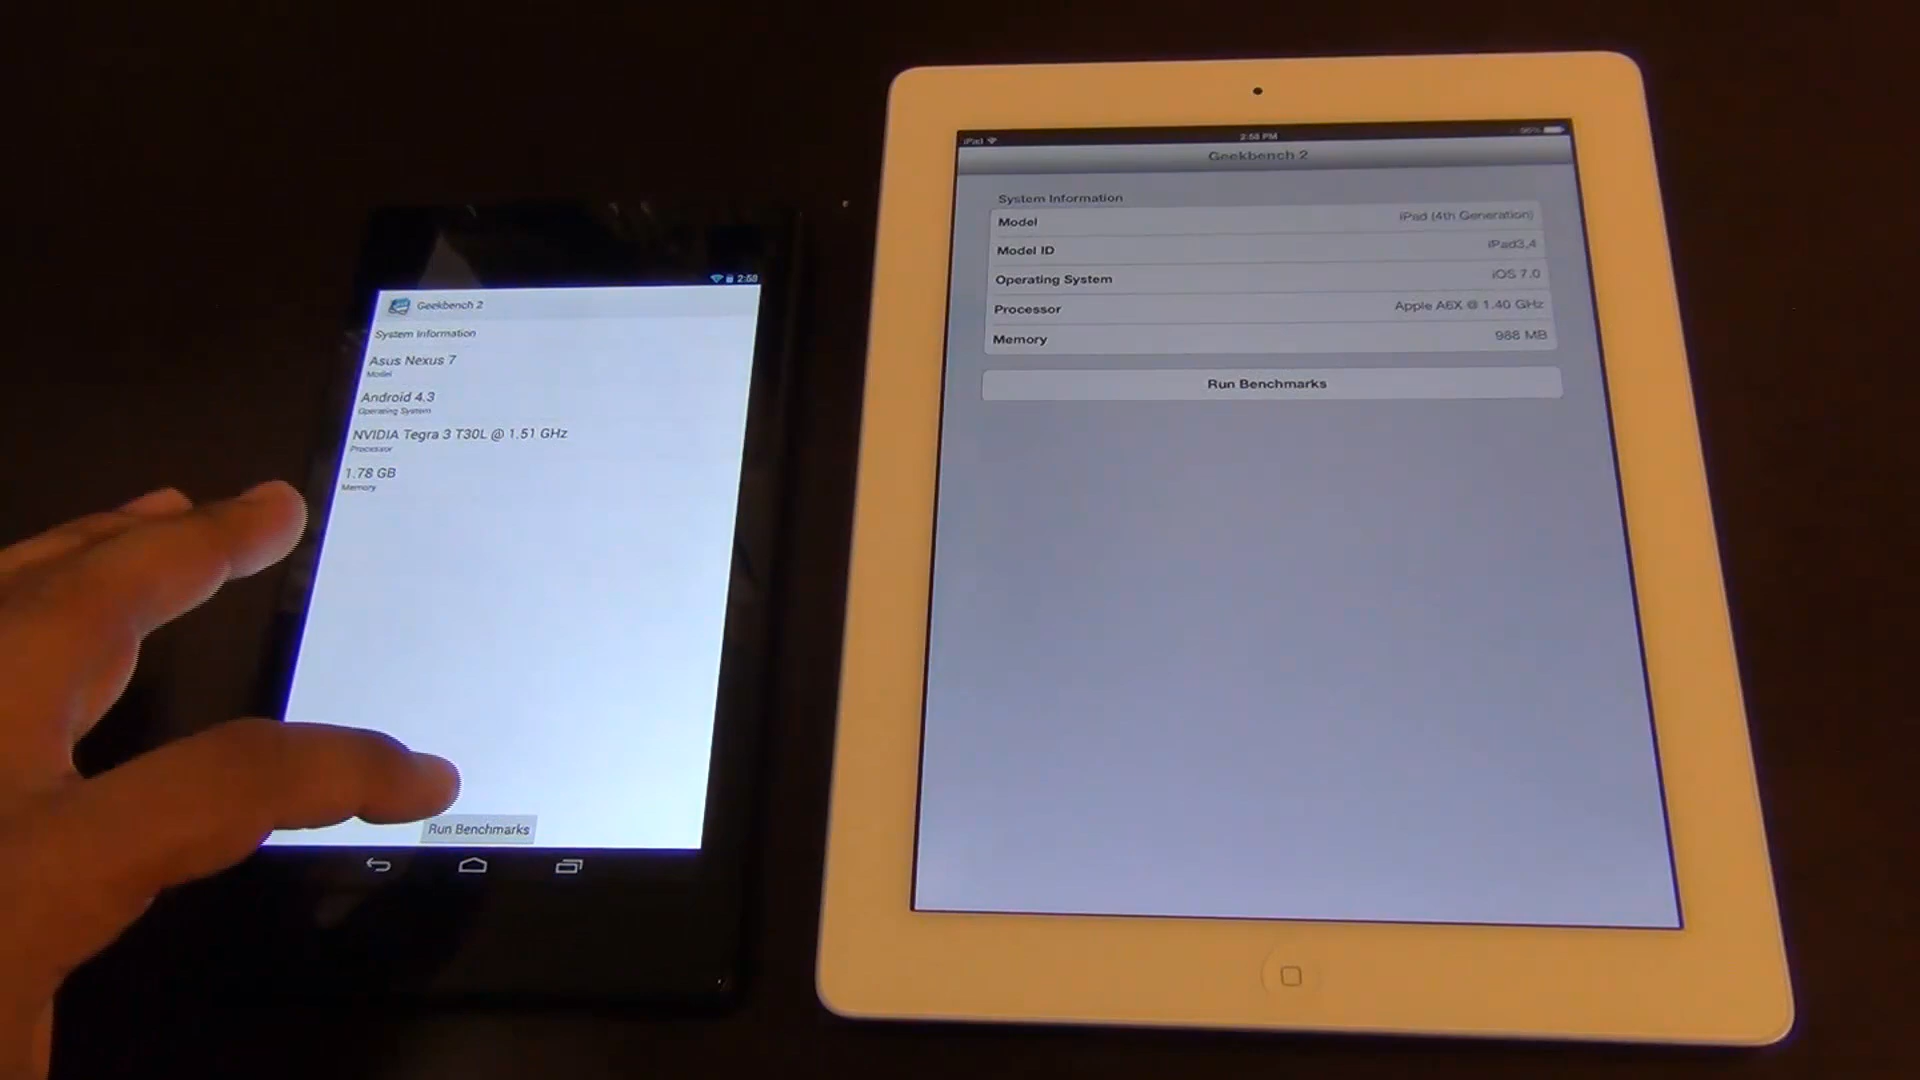 2:58
Geekbench 2
System Information
Asus Nexus 7
Model
Android 4.3
Operating System
NVIDIA Tegra 3 T30L @ 1.51 GHz
Processor
1.78 GB
Memory
Run Benchmarks
iPad 2:58 PM 96%
Geekbench 2
System Information
Model iPad (4th Generation)
Model ID iPad3,4
Operating System iOS 7.0
Processor Apple A6X @ 1.40 GHz
Memory 988 MB
Run Benchmarks